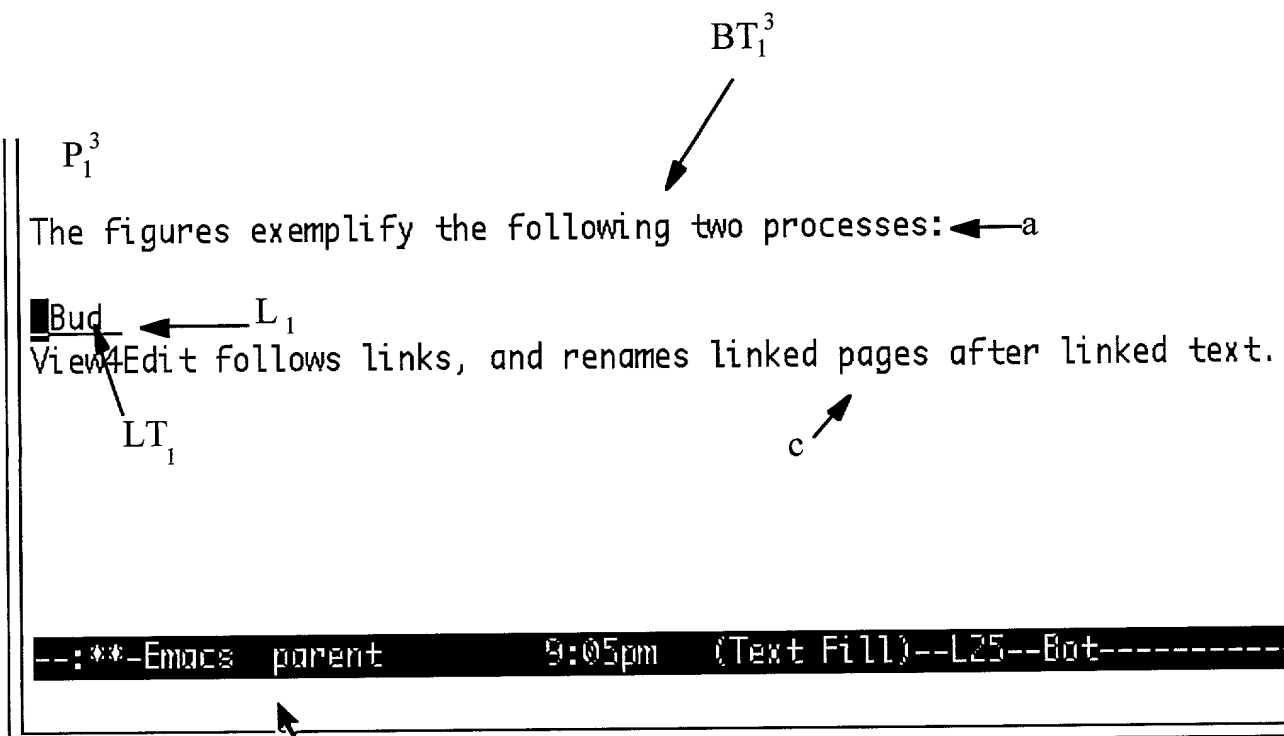 BT₁³
P₁³
The figures exemplify the following two processes: a
Bud L₁
View4Edit follows links, and renames linked pages after linked text.
LT₁ c
--:**-Emacs parent 9:05pm (Text Fill)--L25--Bot-----------